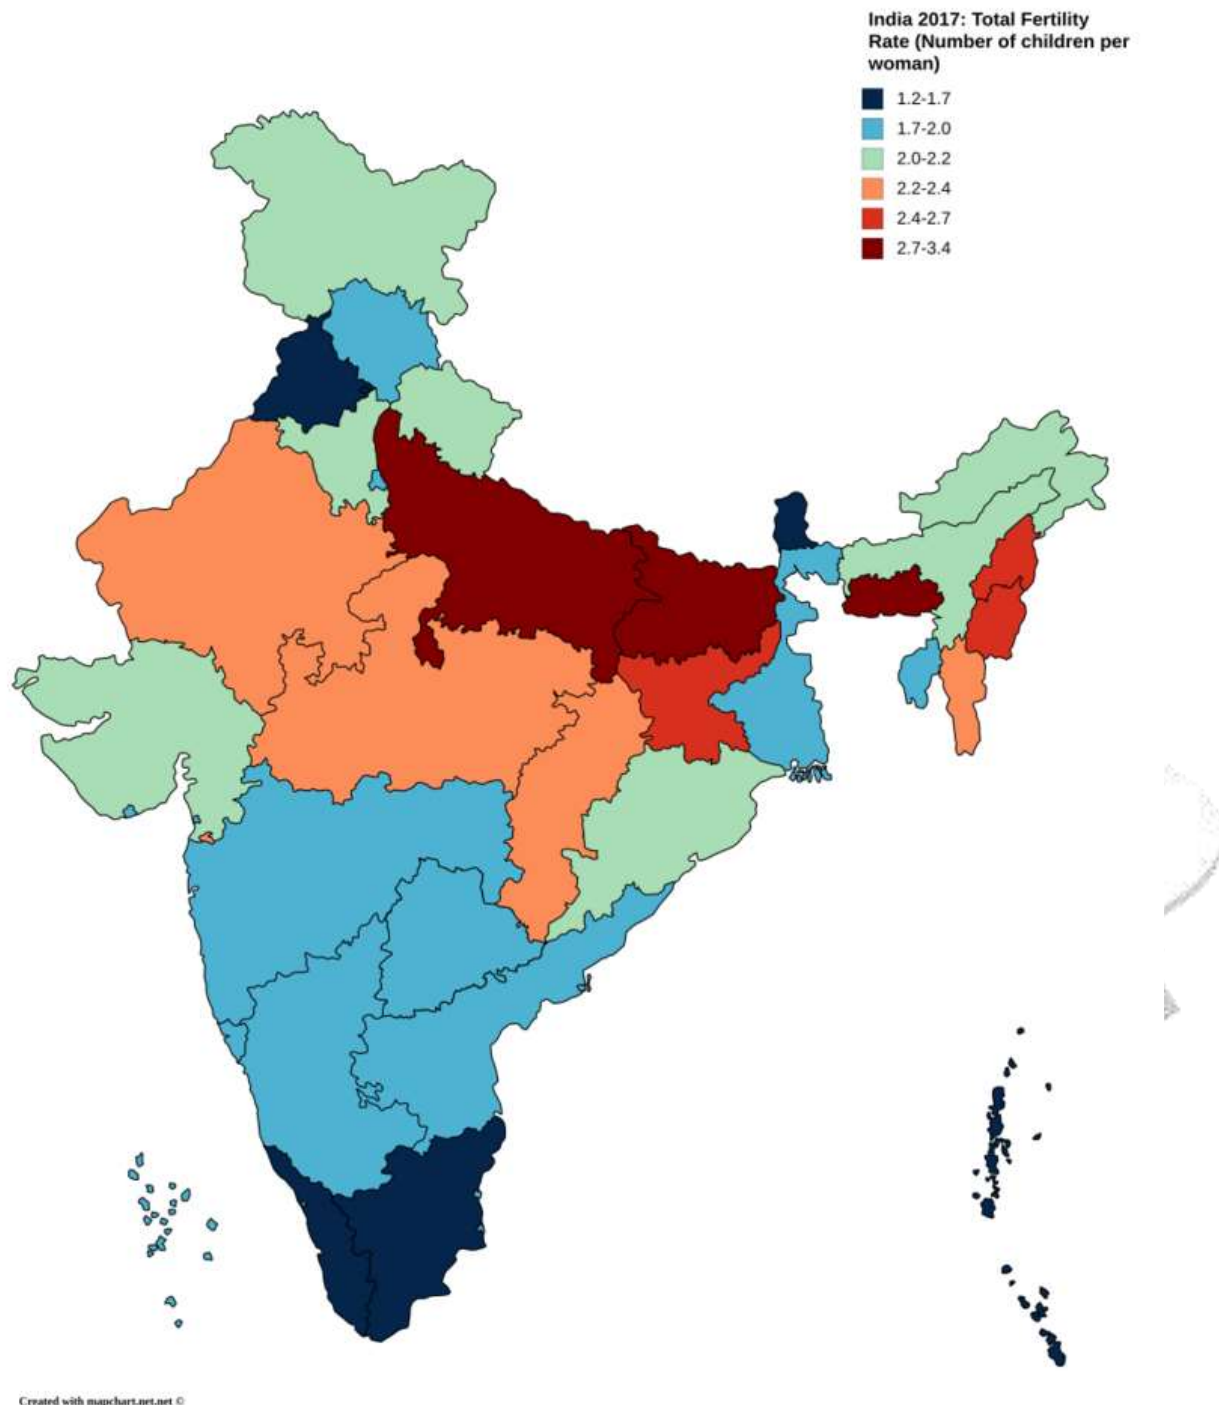 India 2017: Total Fertility
Rate (Number of children per
woman)
1.2-1.7
1.7-2.0
2.0-2.2
2.2-2.4
2.4-2.7
2.7-3.4
Created with mapchart.net.net ©